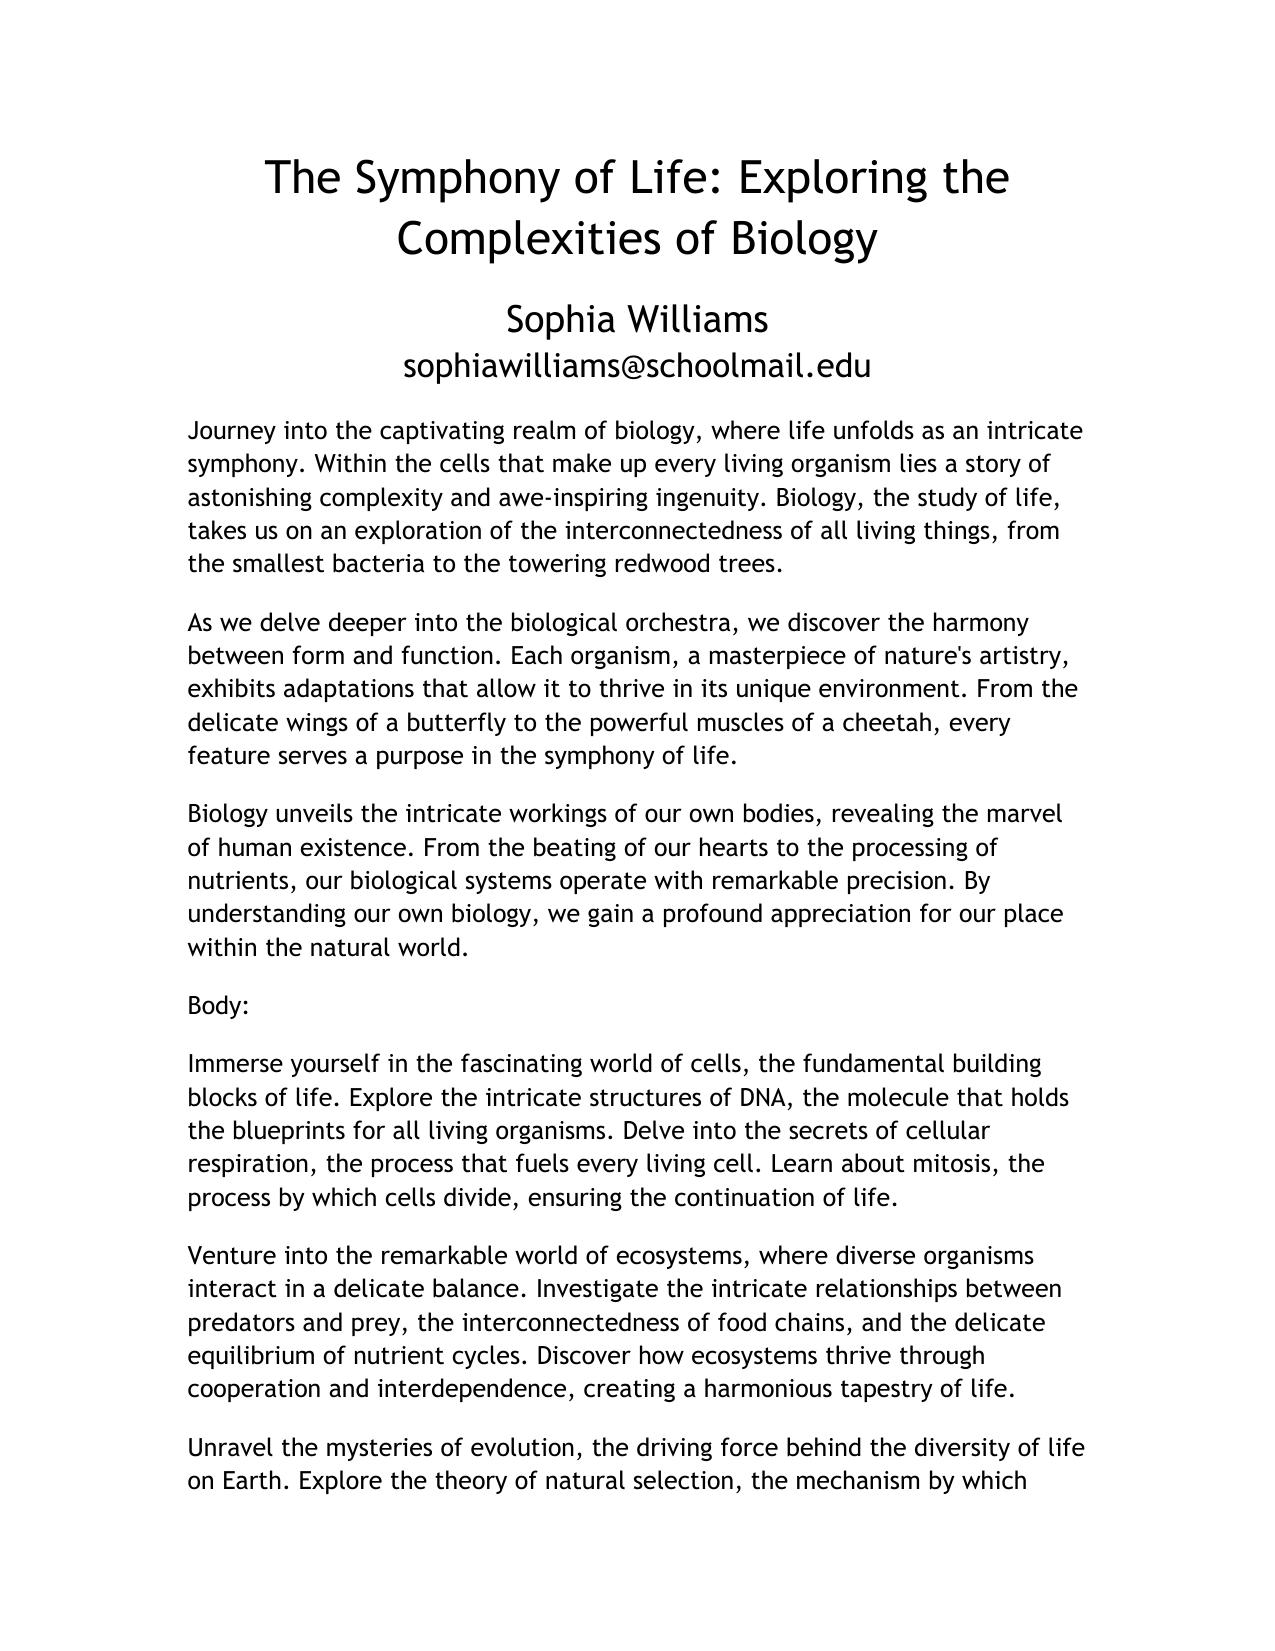 The Symphony of Life: Exploring the
Complexities of Biology
Sophia Williams
sophiawilliams@schoolmail.edu
Journey into the captivating realm of biology, where life unfolds as an intricate
symphony. Within the cells that make up every living organism lies a story of
astonishing complexity and awe-inspiring ingenuity. Biology, the study of life,
takes us on an exploration of the interconnectedness of all living things, from
the smallest bacteria to the towering redwood trees.
As we delve deeper into the biological orchestra, we discover the harmony
between form and function. Each organism, a masterpiece of nature's artistry,
exhibits adaptations that allow it to thrive in its unique environment. From the
delicate wings of a butterfly to the powerful muscles of a cheetah, every
feature serves a purpose in the symphony of life.
Biology unveils the intricate workings of our own bodies, revealing the marvel
of human existence. From the beating of our hearts to the processing of
nutrients, our biological systems operate with remarkable precision. By
understanding our own biology, we gain a profound appreciation for our place
within the natural world.
Body:
Immerse yourself in the fascinating world of cells, the fundamental building
blocks of life. Explore the intricate structures of DNA, the molecule that holds
the blueprints for all living organisms. Delve into the secrets of cellular
respiration, the process that fuels every living cell. Learn about mitosis, the
process by which cells divide, ensuring the continuation of life.
Venture into the remarkable world of ecosystems, where diverse organisms
interact in a delicate balance. Investigate the intricate relationships between
predators and prey, the interconnectedness of food chains, and the delicate
equilibrium of nutrient cycles. Discover how ecosystems thrive through
cooperation and interdependence, creating a harmonious tapestry of life.
Unravel the mysteries of evolution, the driving force behind the diversity of life
on Earth. Explore the theory of natural selection, the mechanism by which